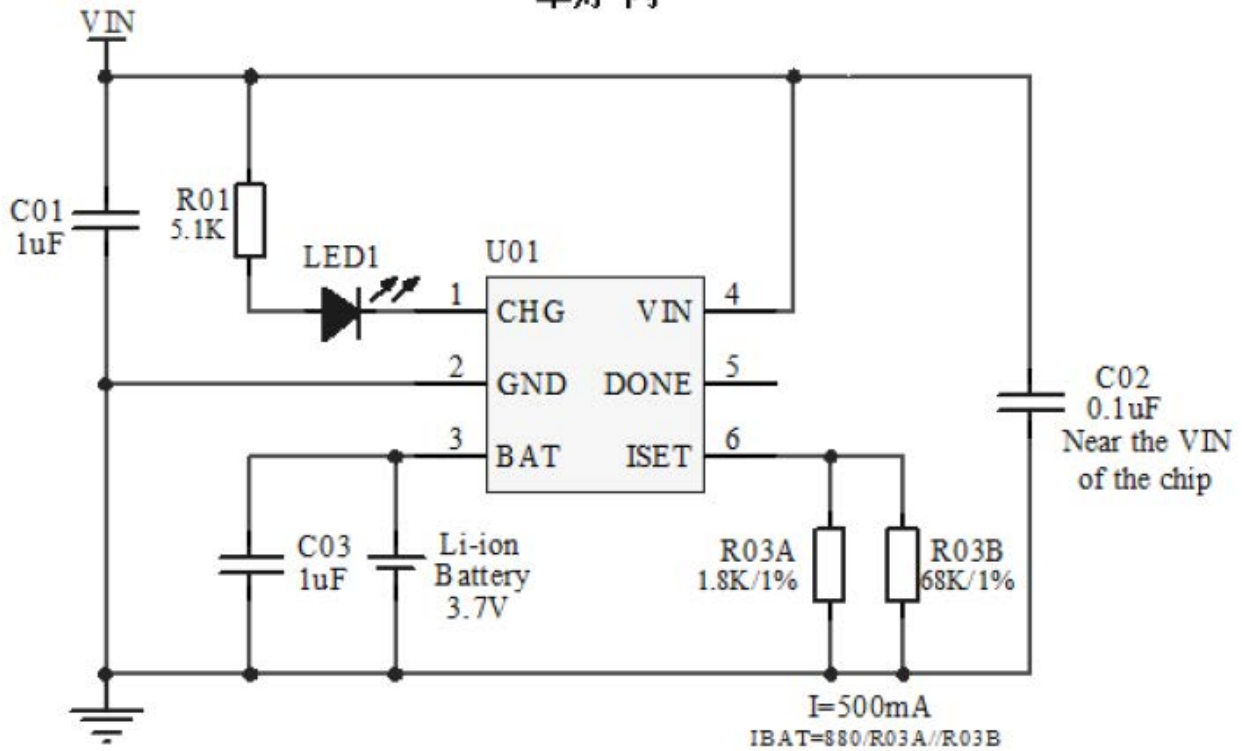 VIN
C01
1uF
R01
5.1K
LED1
U01
1
CHG
VIN
4
2
GND
DONE
5
3
BAT
ISET
6
C02
0.1uF
Near the VIN
of the chip
C03
1uF
Li-ion
Battery
3.7V
R03A
1.8K/1%
R03B
68K/1%
I=500mA
IBAT=880/R03A//R03B